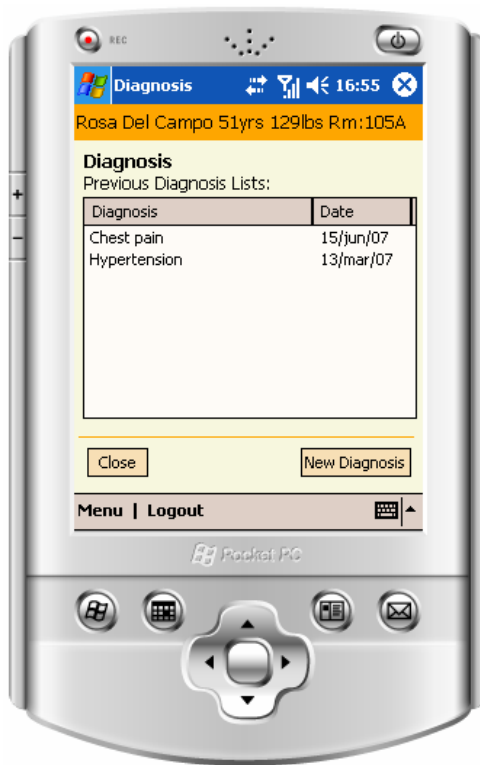 REC
Diagnosis 16:55
Rosa Del Campo 51yrs 129lbs Rm:105A
Diagnosis
Previous Diagnosis Lists:
Diagnosis Date
Chest pain 15/jun/07
Hypertension 13/mar/07
Close New Diagnosis
Menu | Logout
Pocket PC